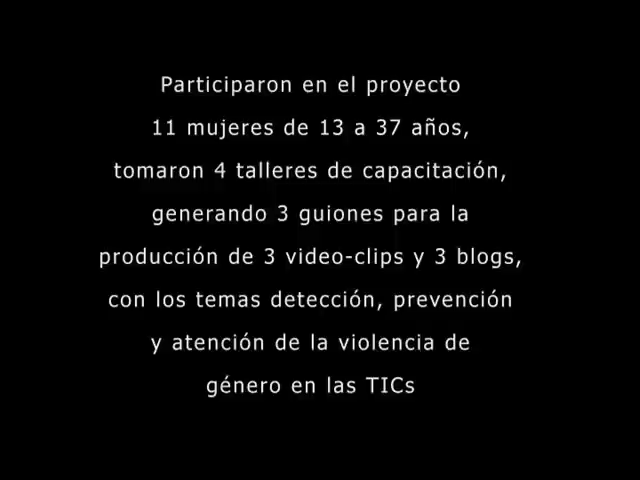 Participaron en el proyecto
11 mujeres de 13 a 37 años,
tomaron 4 talleres de capacitación,
generando 3 guiones para la
producción de 3 video-clips y 3 blogs,
con los temas detección, prevención
y atención de la violencia de
género en las TICs